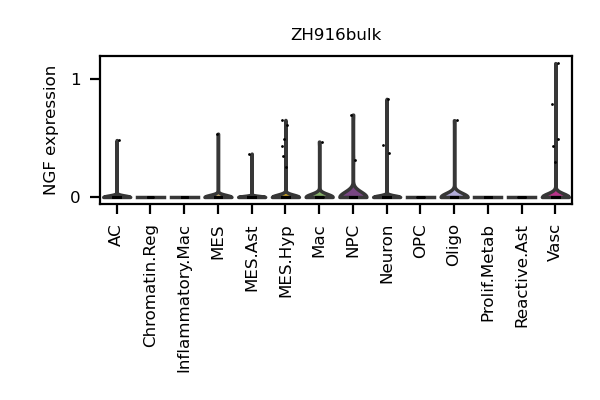 ZH916bulk
NGF expression
1
0
AC
Chromatin.Reg
Inflammatory.Mac
MES
MES.Ast
MES.Hyp
Mac
NPC
Neuron
OPC
Oligo
Prolif.Metab
Reactive.Ast
Vasc